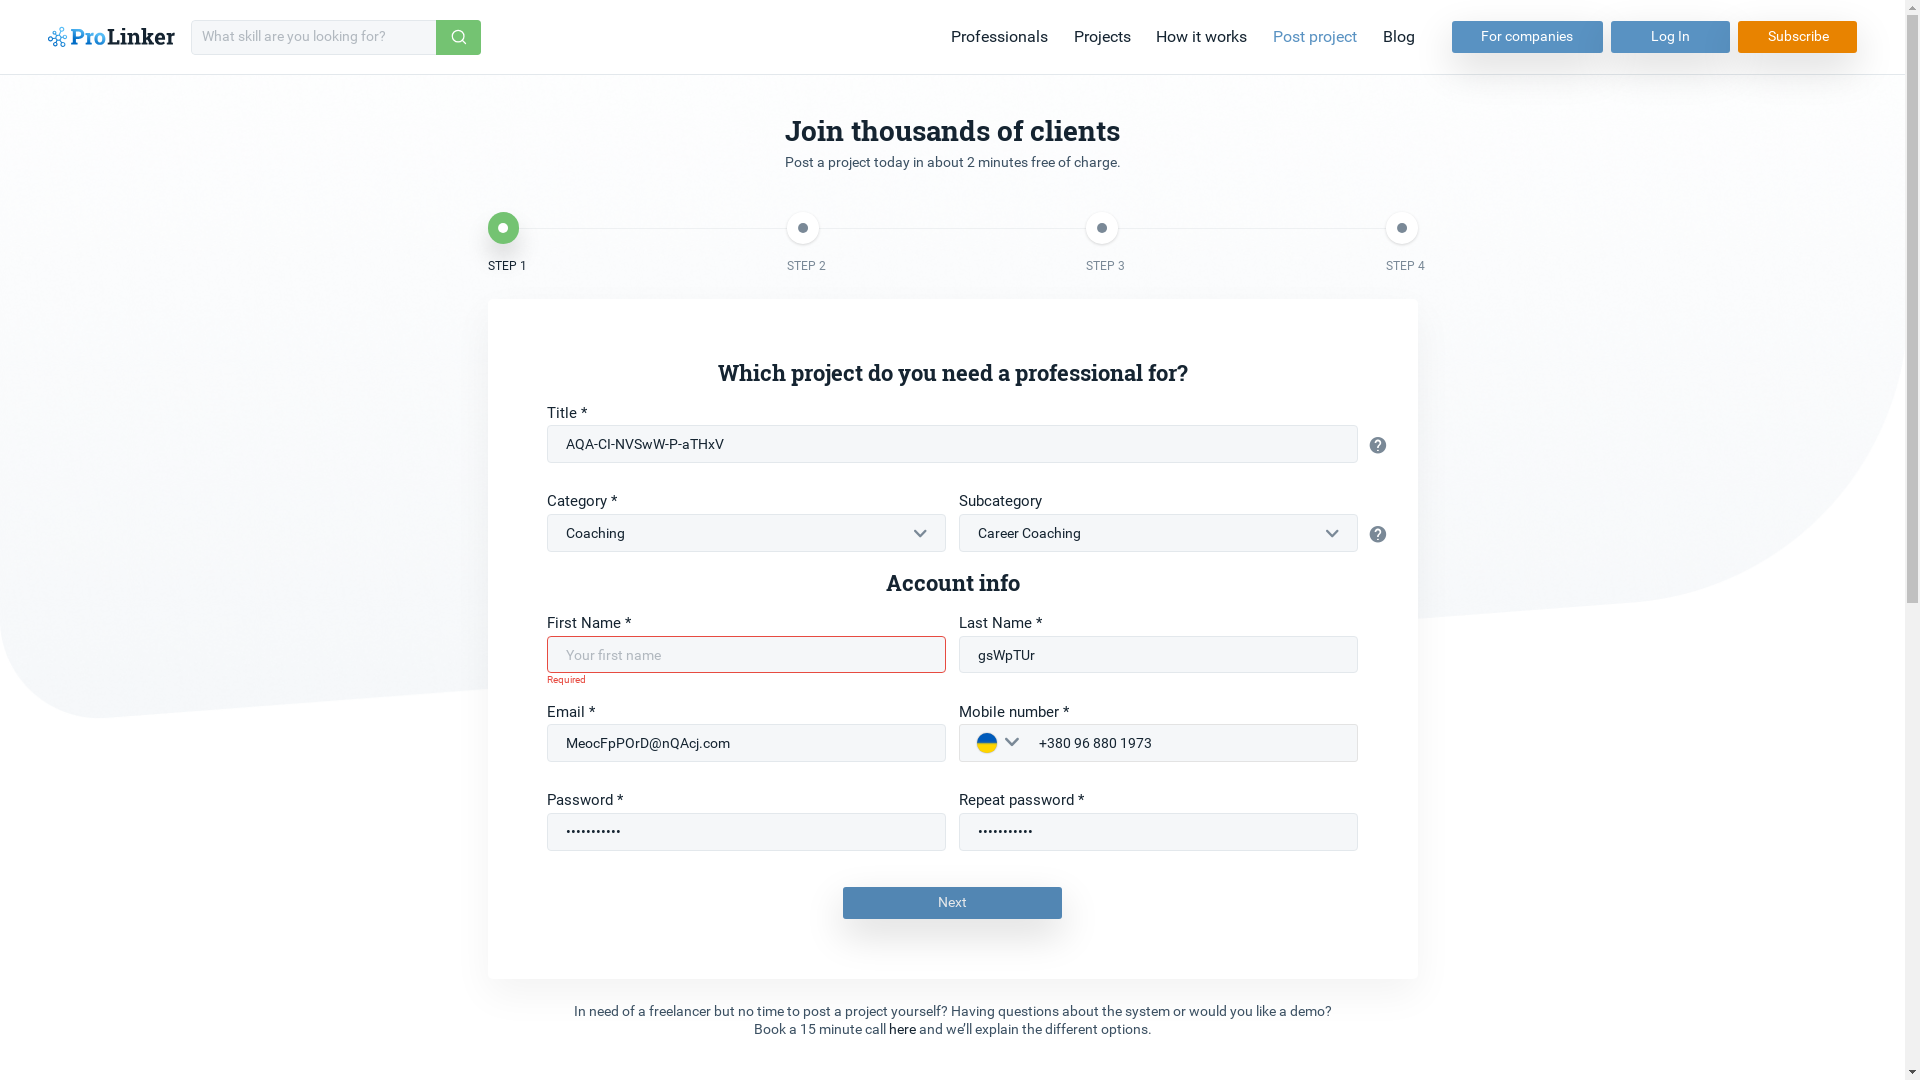 ProLinker
What skill are you looking for?
Professionals
Projects
How it works
Post project
Blog
For companies
Log In
Subscribe
Join thousands of clients
Post a project today in about 2 minutes free of charge.
STEP 1
STEP 2
STEP 3
STEP 4
Which project do you need a professional for?
Title *
AQA-CI-NVSwW-P-aTHxV
Category *
Subcategory
Coaching
Career Coaching
Account info
First Name *
Last Name *
Your first name
gsWpTUr
Required
Email *
Mobile number *
MeocFpPOrD@nQAcj.com
+380 96 880 1973
Password *
Repeat password *
•••••••••••
•••••••••••
Next
In need of a freelancer but no time to post a project yourself? Having questions about the system or would you like a demo?
Book a 15 minute call here and we’ll explain the different options.